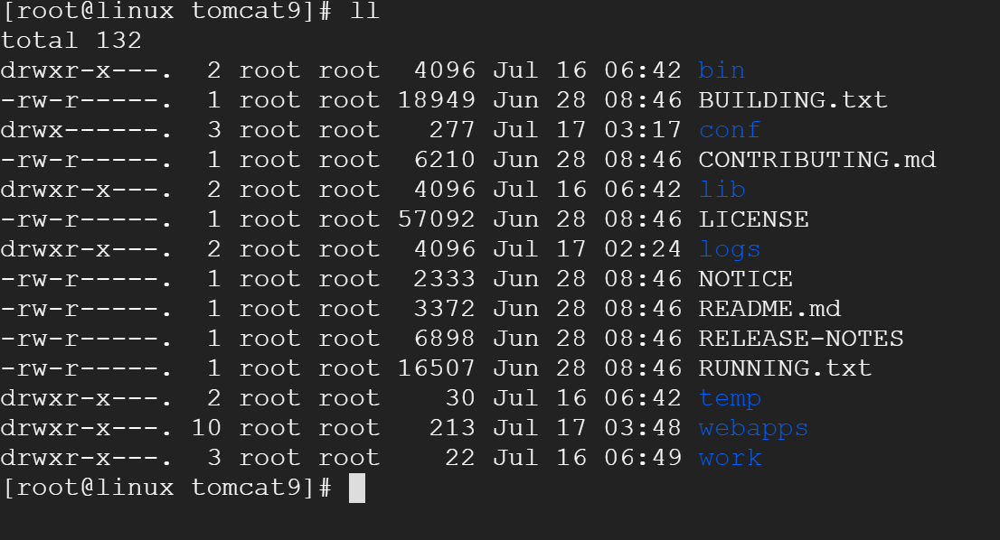 [root@linux tomcat9]# ll
total 132
drwxr-x---.  2 root root  4096 Jul 16 06:42 bin
-rw-r-----.  1 root root 18949 Jun 28 08:46 BUILDING.txt
drwx------.  3 root root   277 Jul 17 03:17 conf
-rw-r-----.  1 root root  6210 Jun 28 08:46 CONTRIBUTING.md
drwxr-x---.  2 root root  4096 Jul 16 06:42 lib
-rw-r-----.  1 root root 57092 Jun 28 08:46 LICENSE
drwxr-x---.  2 root root  4096 Jul 17 02:24 logs
-rw-r-----.  1 root root  2333 Jun 28 08:46 NOTICE
-rw-r-----.  1 root root  3372 Jun 28 08:46 README.md
-rw-r-----.  1 root root  6898 Jun 28 08:46 RELEASE-NOTES
-rw-r-----.  1 root root 16507 Jun 28 08:46 RUNNING.txt
drwxr-x---.  2 root root    30 Jul 16 06:42 temp
drwxr-x---. 10 root root   213 Jul 17 03:48 webapps
drwxr-x---.  3 root root    22 Jul 16 06:49 work
[root@linux tomcat9]#